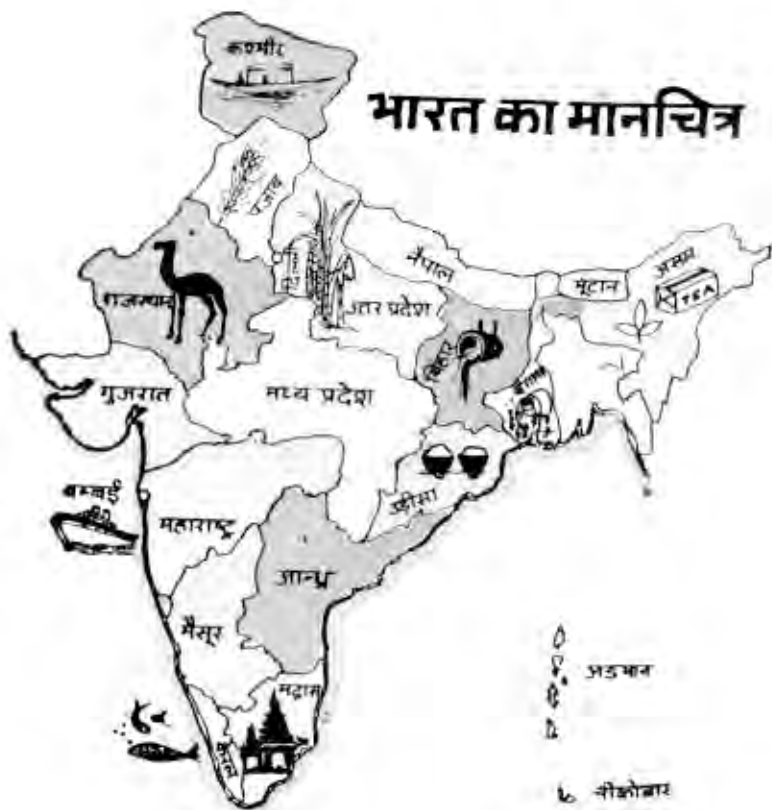 कश्मीर
भारत का मानचित्र
पंजाब
नैपाल
भूटान
असम
TEA
राजस्थान
उत्तर प्रदेश
बिहार
गुजरात
मध्य प्रदेश
उड़ीसा
बम्बई
महाराष्ट्र
आन्ध्र
मैसूर
मद्रास
केरल
अडमान
नीकोबार